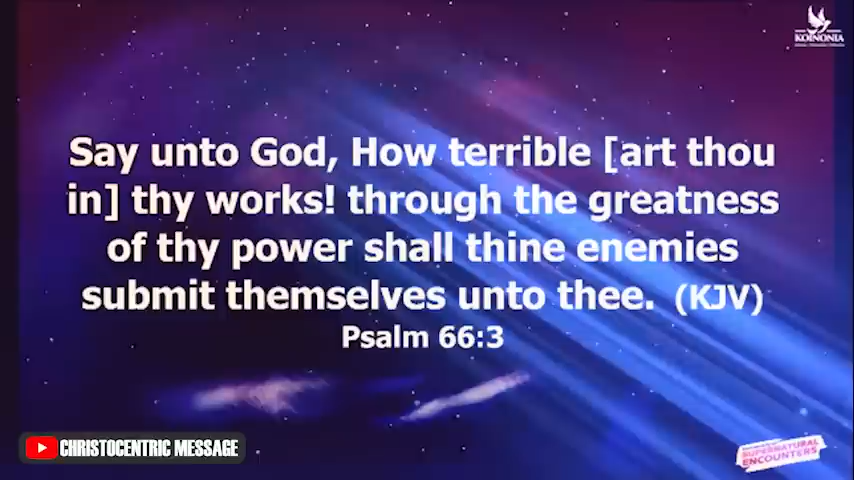 KOINONIA
Say unto God, How terrible [art thou
in] thy works! through the greatness
of thy power shall thine enemies
submit themselves unto thee. (KJV)
Psalm 66:3
CHRISTOCENTRIC MESSAGE
SUPERNATURAL
ENCOUNTERS